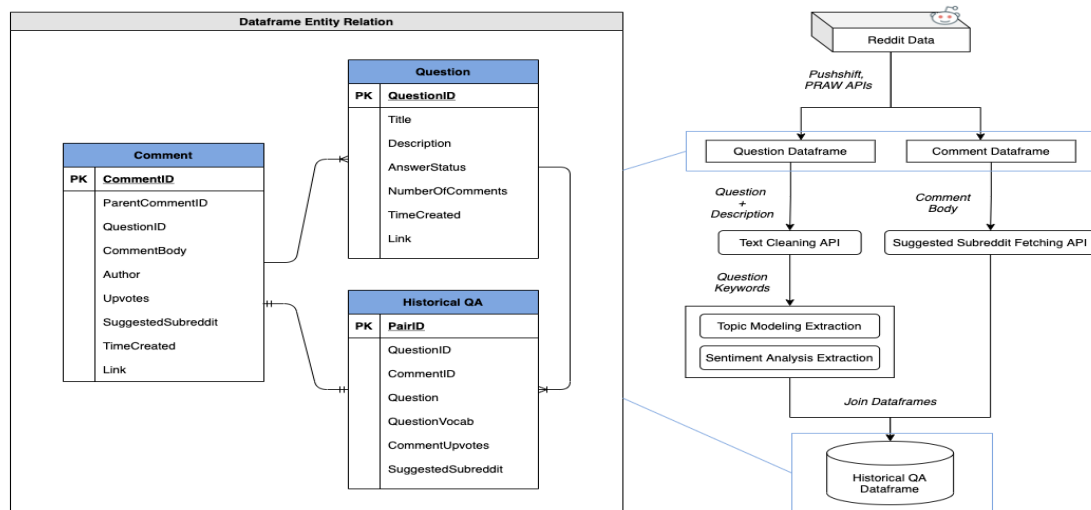 Dataframe Entity Relation
Question
PK QuestionID
Title
Description
AnswerStatus
NumberOfComments
TimeCreated
Link
Comment
PK CommentID
ParentCommentID
QuestionID
CommentBody
Author
Upvotes
SuggestedSubreddit
TimeCreated
Link
Historical QA
PK PairID
QuestionID
CommentID
Question
QuestionVocab
CommentUpvotes
SuggestedSubreddit
Reddit Data
Pushshift,
PRAW APIs
Question Dataframe
Comment Dataframe
Question
+
Description
Comment
Body
Text Cleaning API
Suggested Subreddit Fetching API
Question
Keywords
Topic Modeling Extraction
Sentiment Analysis Extraction
Join Dataframes
Historical QA
Dataframe